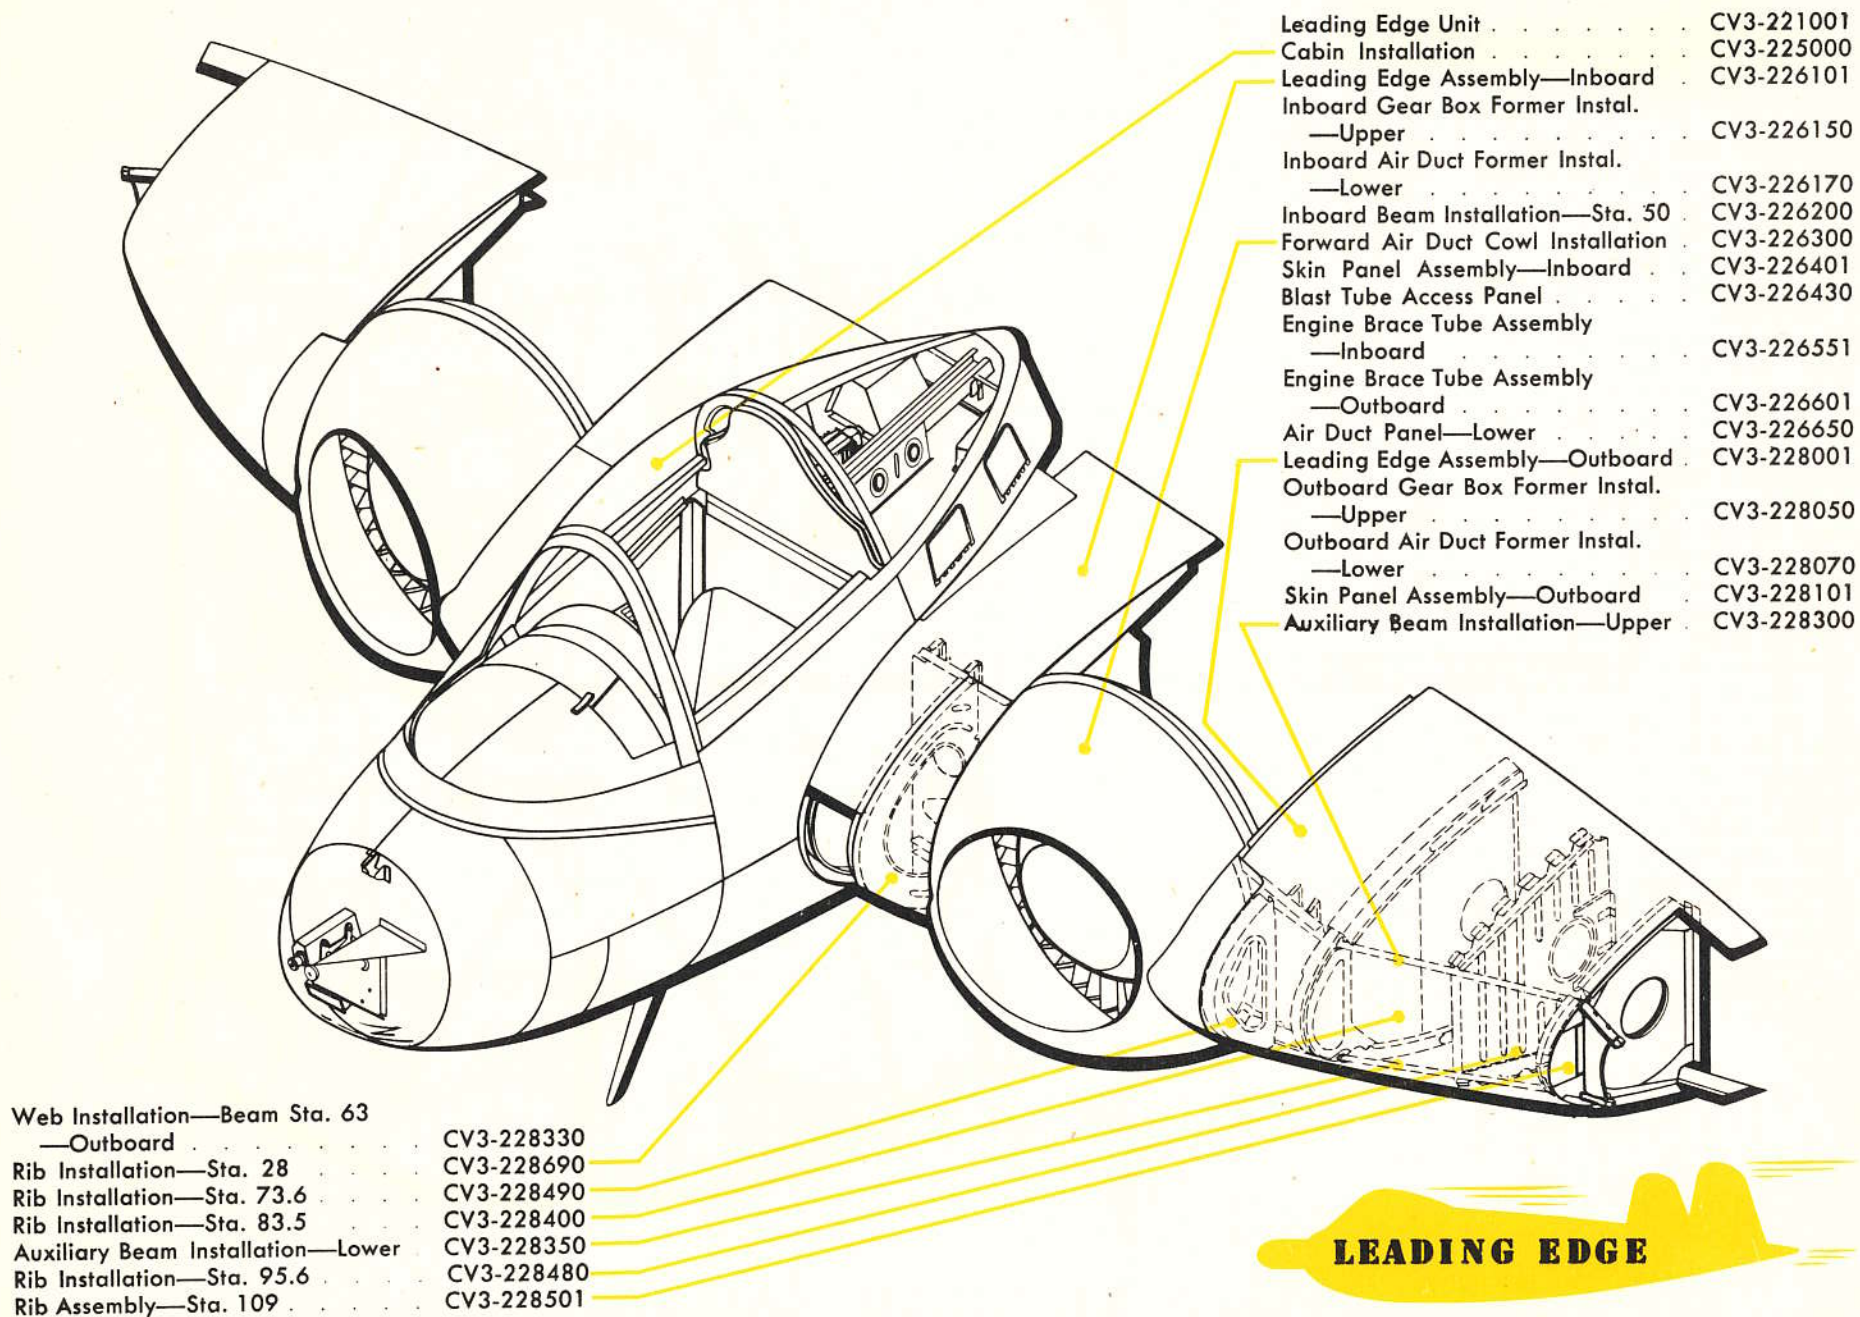 Leading Edge Unit . . . . . . . CV3-221001
Cabin Installation . . . . . . . CV3-225000
Leading Edge Assembly—Inboard . CV3-226101
Inboard Gear Box Former Instal.
—Upper . . . . . . . . . CV3-226150
Inboard Air Duct Former Instal.
—Lower . . . . . . . . . CV3-226170
Inboard Beam Installation—Sta. 50 . CV3-226200
Forward Air Duct Cowl Installation . CV3-226300
Skin Panel Assembly—Inboard . . CV3-226401
Blast Tube Access Panel . . . . . CV3-226430
Engine Brace Tube Assembly
—Inboard . . . . . . . . CV3-226551
Engine Brace Tube Assembly
—Outboard . . . . . . . . CV3-226601
Air Duct Panel—Lower . . . . . CV3-226650
Leading Edge Assembly—Outboard . CV3-228001
Outboard Gear Box Former Instal.
—Upper . . . . . . . . . CV3-228050
Outboard Air Duct Former Instal.
—Lower . . . . . . . . . CV3-228070
Skin Panel Assembly—Outboard . CV3-228101
Auxiliary Beam Installation—Upper . CV3-228300
Web Installation—Beam Sta. 63
—Outboard . . . . . . . . CV3-228330
Rib Installation—Sta. 28 . . . . CV3-228690
Rib Installation—Sta. 73.6 . . . . CV3-228490
Rib Installation—Sta. 83.5 . . . CV3-228400
Auxiliary Beam Installation—Lower . CV3-228350
Rib Installation—Sta. 95.6 . . . . CV3-228480
Rib Assembly—Sta. 109 . . . . . CV3-228501
LEADING EDGE